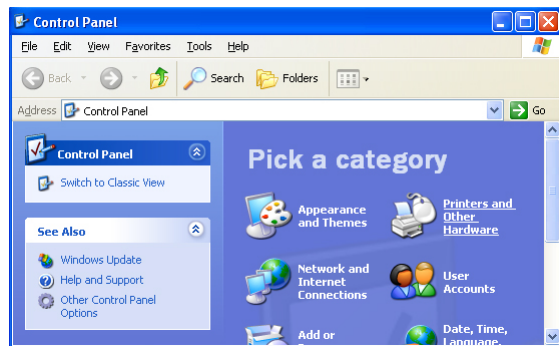 Control Panel
File Edit View Favorites Tools Help
Back Search Folders
Address Control Panel Go
Control Panel
Switch to Classic View
See Also
Windows Update
Help and Support
Other Control Panel
Options
Pick a category
Appearance
and Themes
Printers and
Other
Hardware
Network and
Internet
Connections
User
Accounts
Add or
Date, Time,
Language,